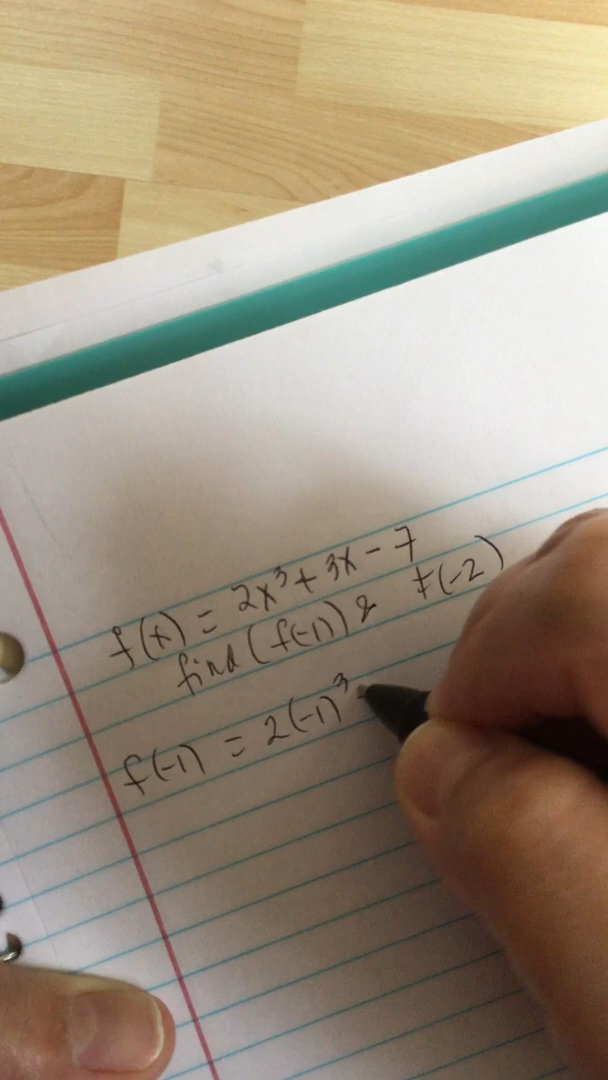 f(x) = 2x³ + 3x - 7
find (f(-1)) & f(-2)
f(-1) = 2(-1)³